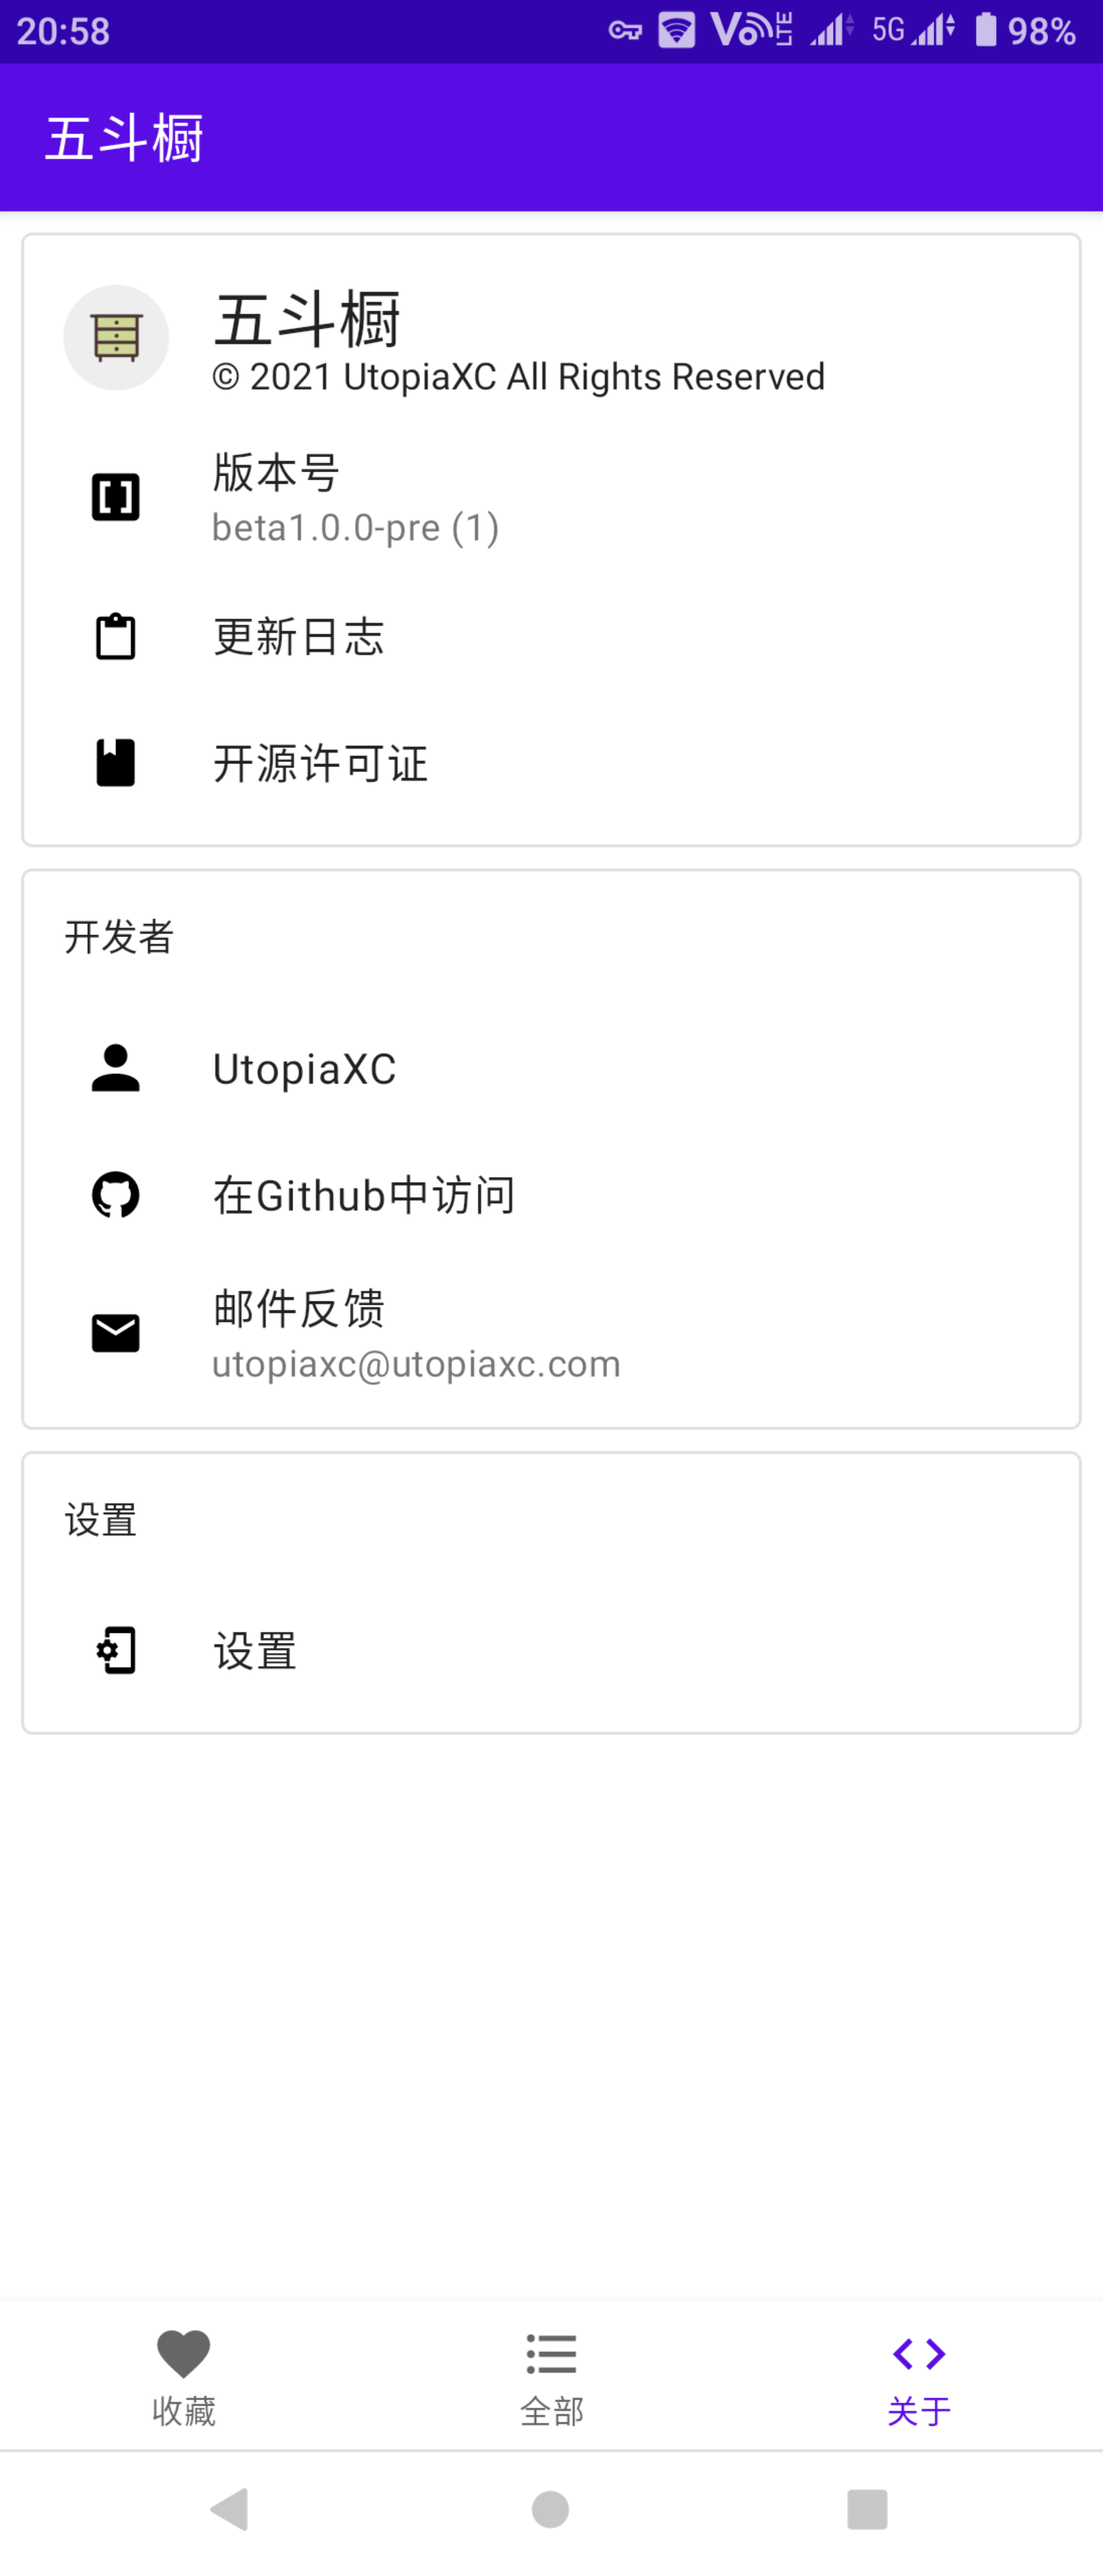 20:58
VoLTE 5G 98%
五斗橱
五斗橱
© 2021 UtopiaXC All Rights Reserved
版本号
beta1.0.0-pre (1)
更新日志
开源许可证
开发者
UtopiaXC
在Github中访问
邮件反馈
utopiaxc@utopiaxc.com
设置
设置
收藏
全部
关于